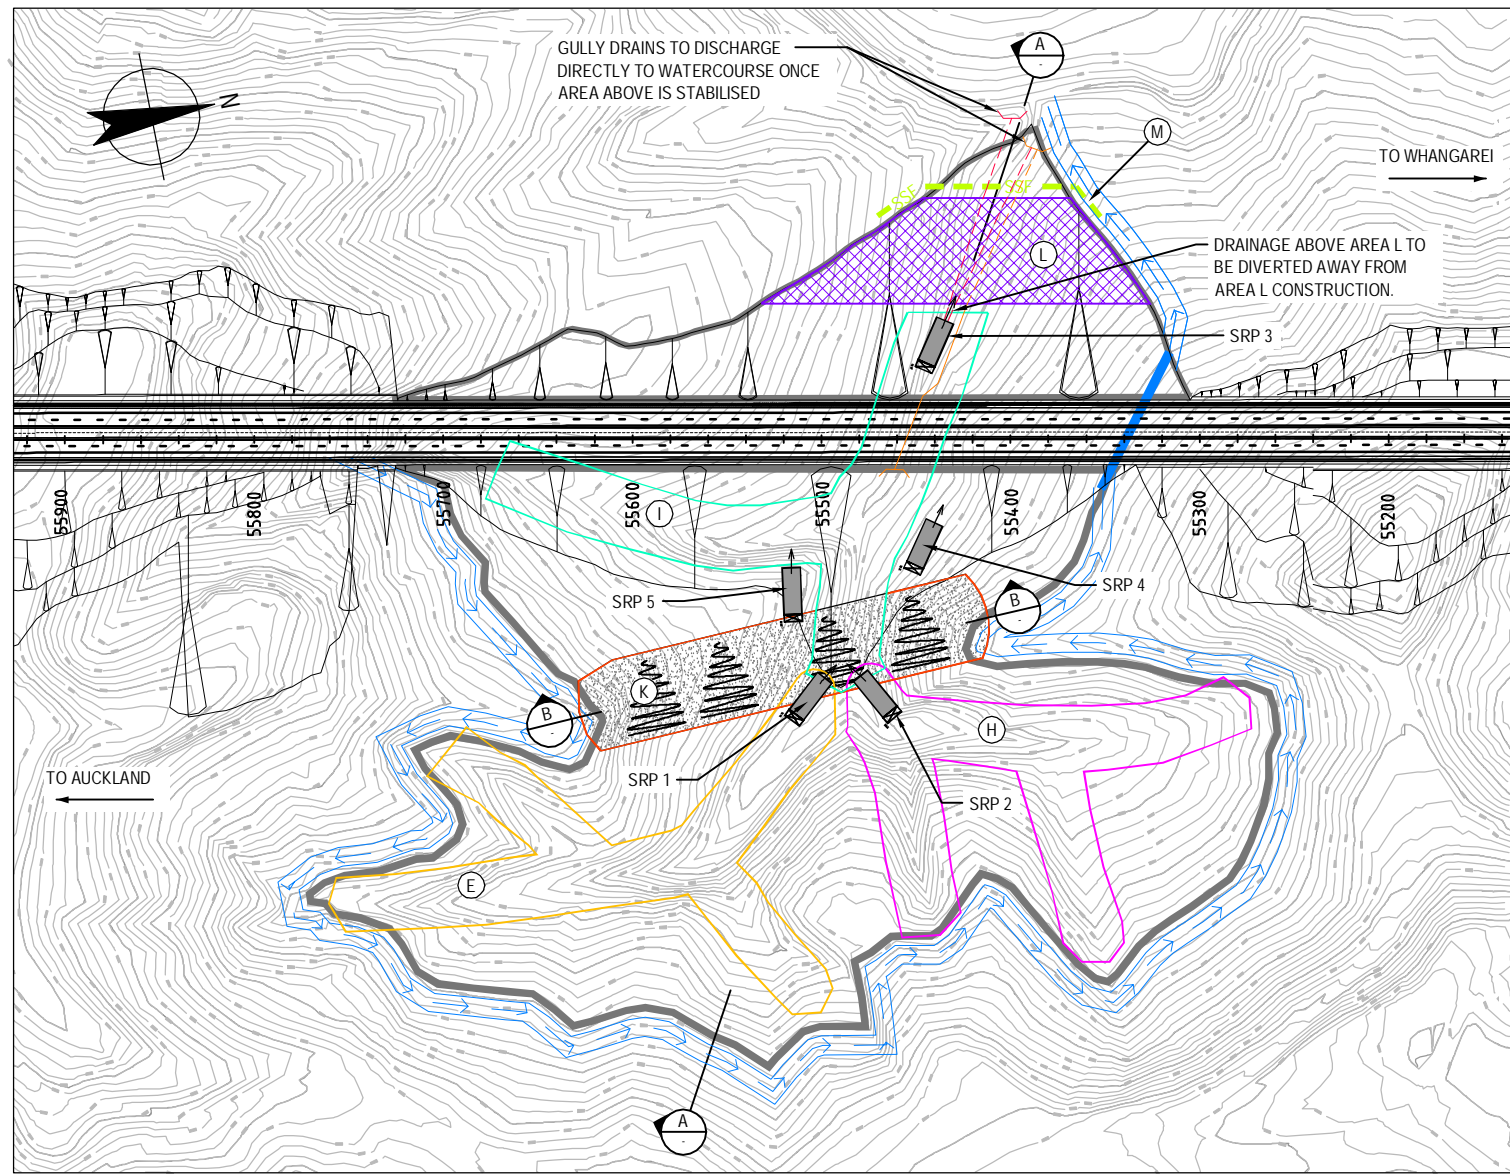 A
-
GULLY DRAINS TO DISCHARGE
DIRECTLY TO WATERCOURSE ONCE
AREA ABOVE IS STABILISED
N
M
TO WHANGAREI
SSF
SSF
L
DRAINAGE ABOVE AREA L TO
BE DIVERTED AWAY FROM
AREA L CONSTRUCTION.
SRP 3
55900
55800
55700
55600
55500
55400
55300
55200
I
SRP 5
SRP 4
B
-
K
B
-
H
TO AUCKLAND
SRP 1
SRP 2
E
A
-